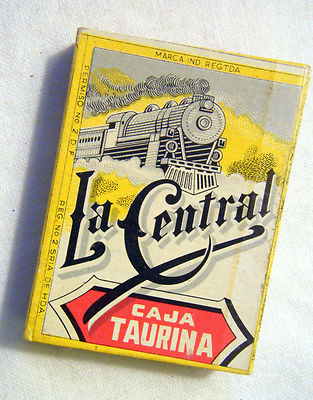 MARCA IND REGTDA
PERMISO No 2 D.F.
REG. No 2 SRIA DE HDA
La Central
CAJA
TAURINA